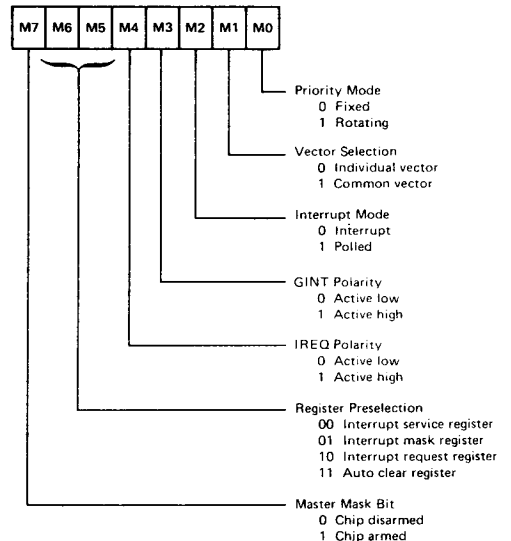 M7 M6 M5 M4 M3 M2 M1 M0
Priority Mode
0 Fixed
1 Rotating
Vector Selection
0 Individual vector
1 Common vector
Interrupt Mode
0 Interrupt
1 Polled
GINT Polarity
0 Active low
1 Active high
IREQ Polarity
0 Active low
1 Active high
Register Preselection
00 Interrupt service register
01 Interrupt mask register
10 Interrupt request register
11 Auto clear register
Master Mask Bit
0 Chip disarmed
1 Chip armed